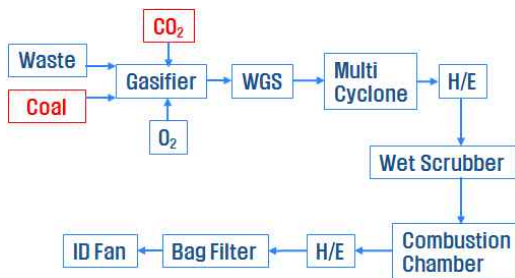 CO₂
Waste
Gasifier
WGS
Multi
Cyclone
H/E
Coal
O₂
Wet Scrubber
ID Fan
Bag Filter
H/E
Combustion
Chamber